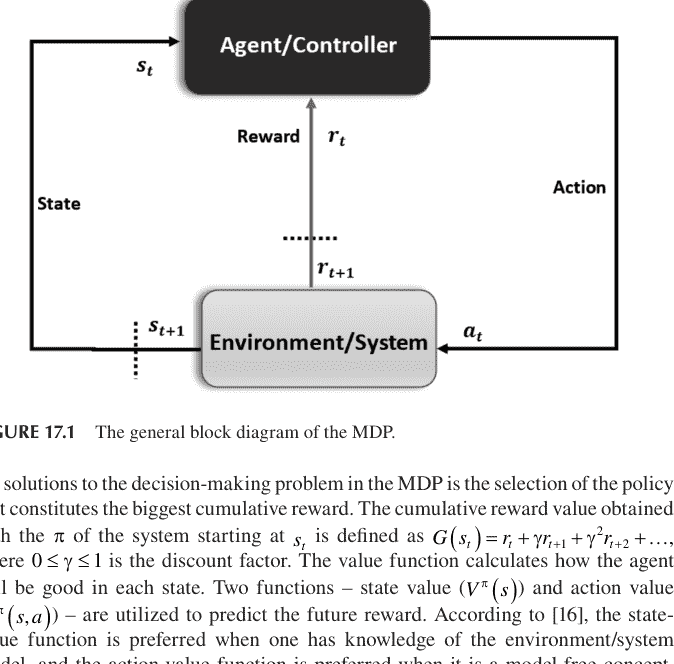 Agent/Controller
s_t
Reward r_t
Action
State
r_{t+1}
s_{t+1}
Environment/System
a_t
GURE 17.1 The general block diagram of the MDP.
solutions to the decision-making problem in the MDP is the selection of the policy
t constitutes the biggest cumulative reward. The cumulative reward value obtained
h the π of the system starting at s_t is defined as G(s_t) = r_t + γr_{t+1} + γ²r_{t+2} + …,
ere 0 ≤ γ ≤ 1 is the discount factor. The value function calculates how the agent
l be good in each state. Two functions – state value (V^π(s)) and action value
(s,a)) – are utilized to predict the future reward. According to [16], the state-
ue function is preferred when one has knowledge of the environment/system
del, and the action value function is preferred when it is a model-free concept.